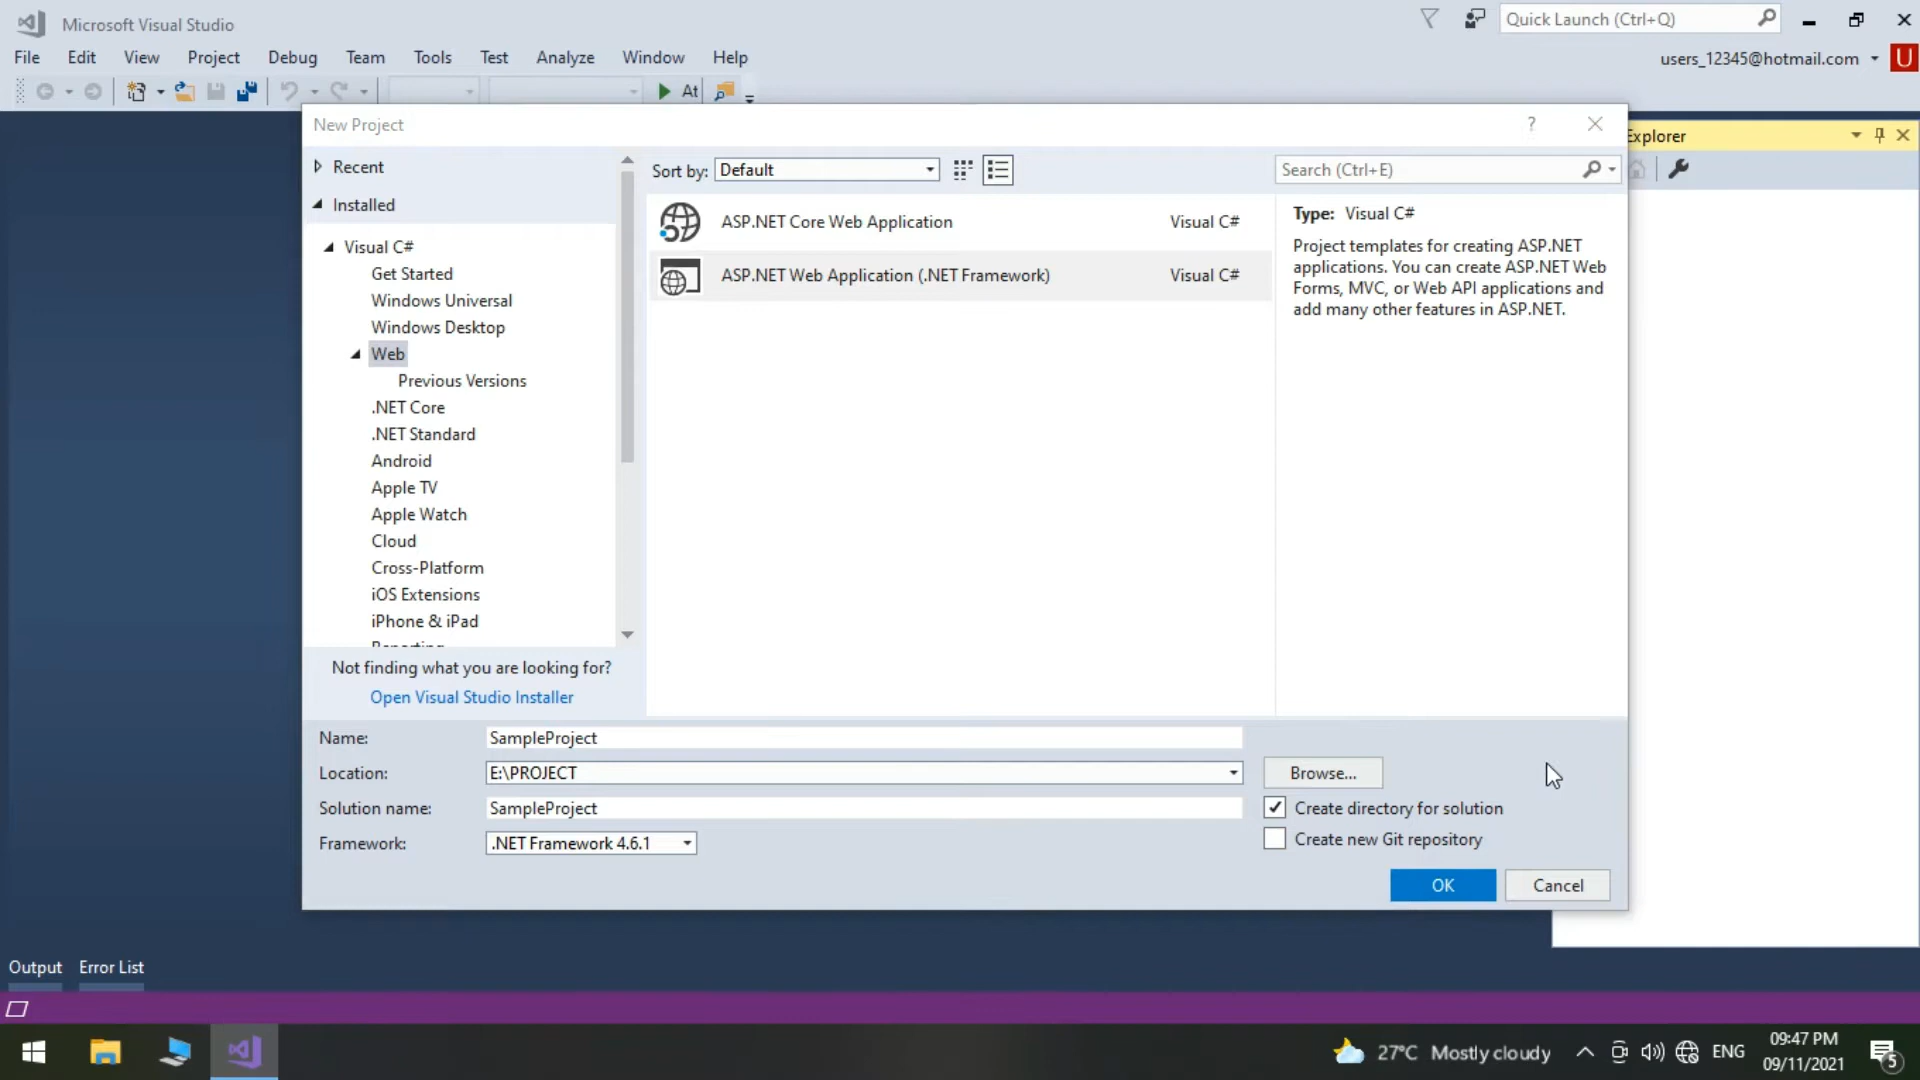 Microsoft Visual Studio
Quick Launch (Ctrl+Q)
File Edit View Project Debug Team Tools Test Analyze Window Help
users_12345@hotmail.com
U
At
New Project
?
Explorer
Recent
Installed
Sort by: Default
Search (Ctrl+E)
Visual C#
Get Started
Windows Universal
Windows Desktop
Web
Previous Versions
.NET Core
.NET Standard
Android
Apple TV
Apple Watch
Cloud
Cross-Platform
iOS Extensions
iPhone & iPad
Reporting
Not finding what you are looking for?
Open Visual Studio Installer
ASP.NET Core Web Application Visual C#
ASP.NET Web Application (.NET Framework) Visual C#
Type: Visual C#
Project templates for creating ASP.NET
applications. You can create ASP.NET Web
Forms, MVC, or Web API applications and
add many other features in ASP.NET.
Name: SampleProject
Location: E:\PROJECT
Browse...
Solution name: SampleProject
Create directory for solution
Framework: .NET Framework 4.6.1
Create new Git repository
OK Cancel
Output Error List
27°C Mostly cloudy
ENG
09:47 PM
09/11/2021
5